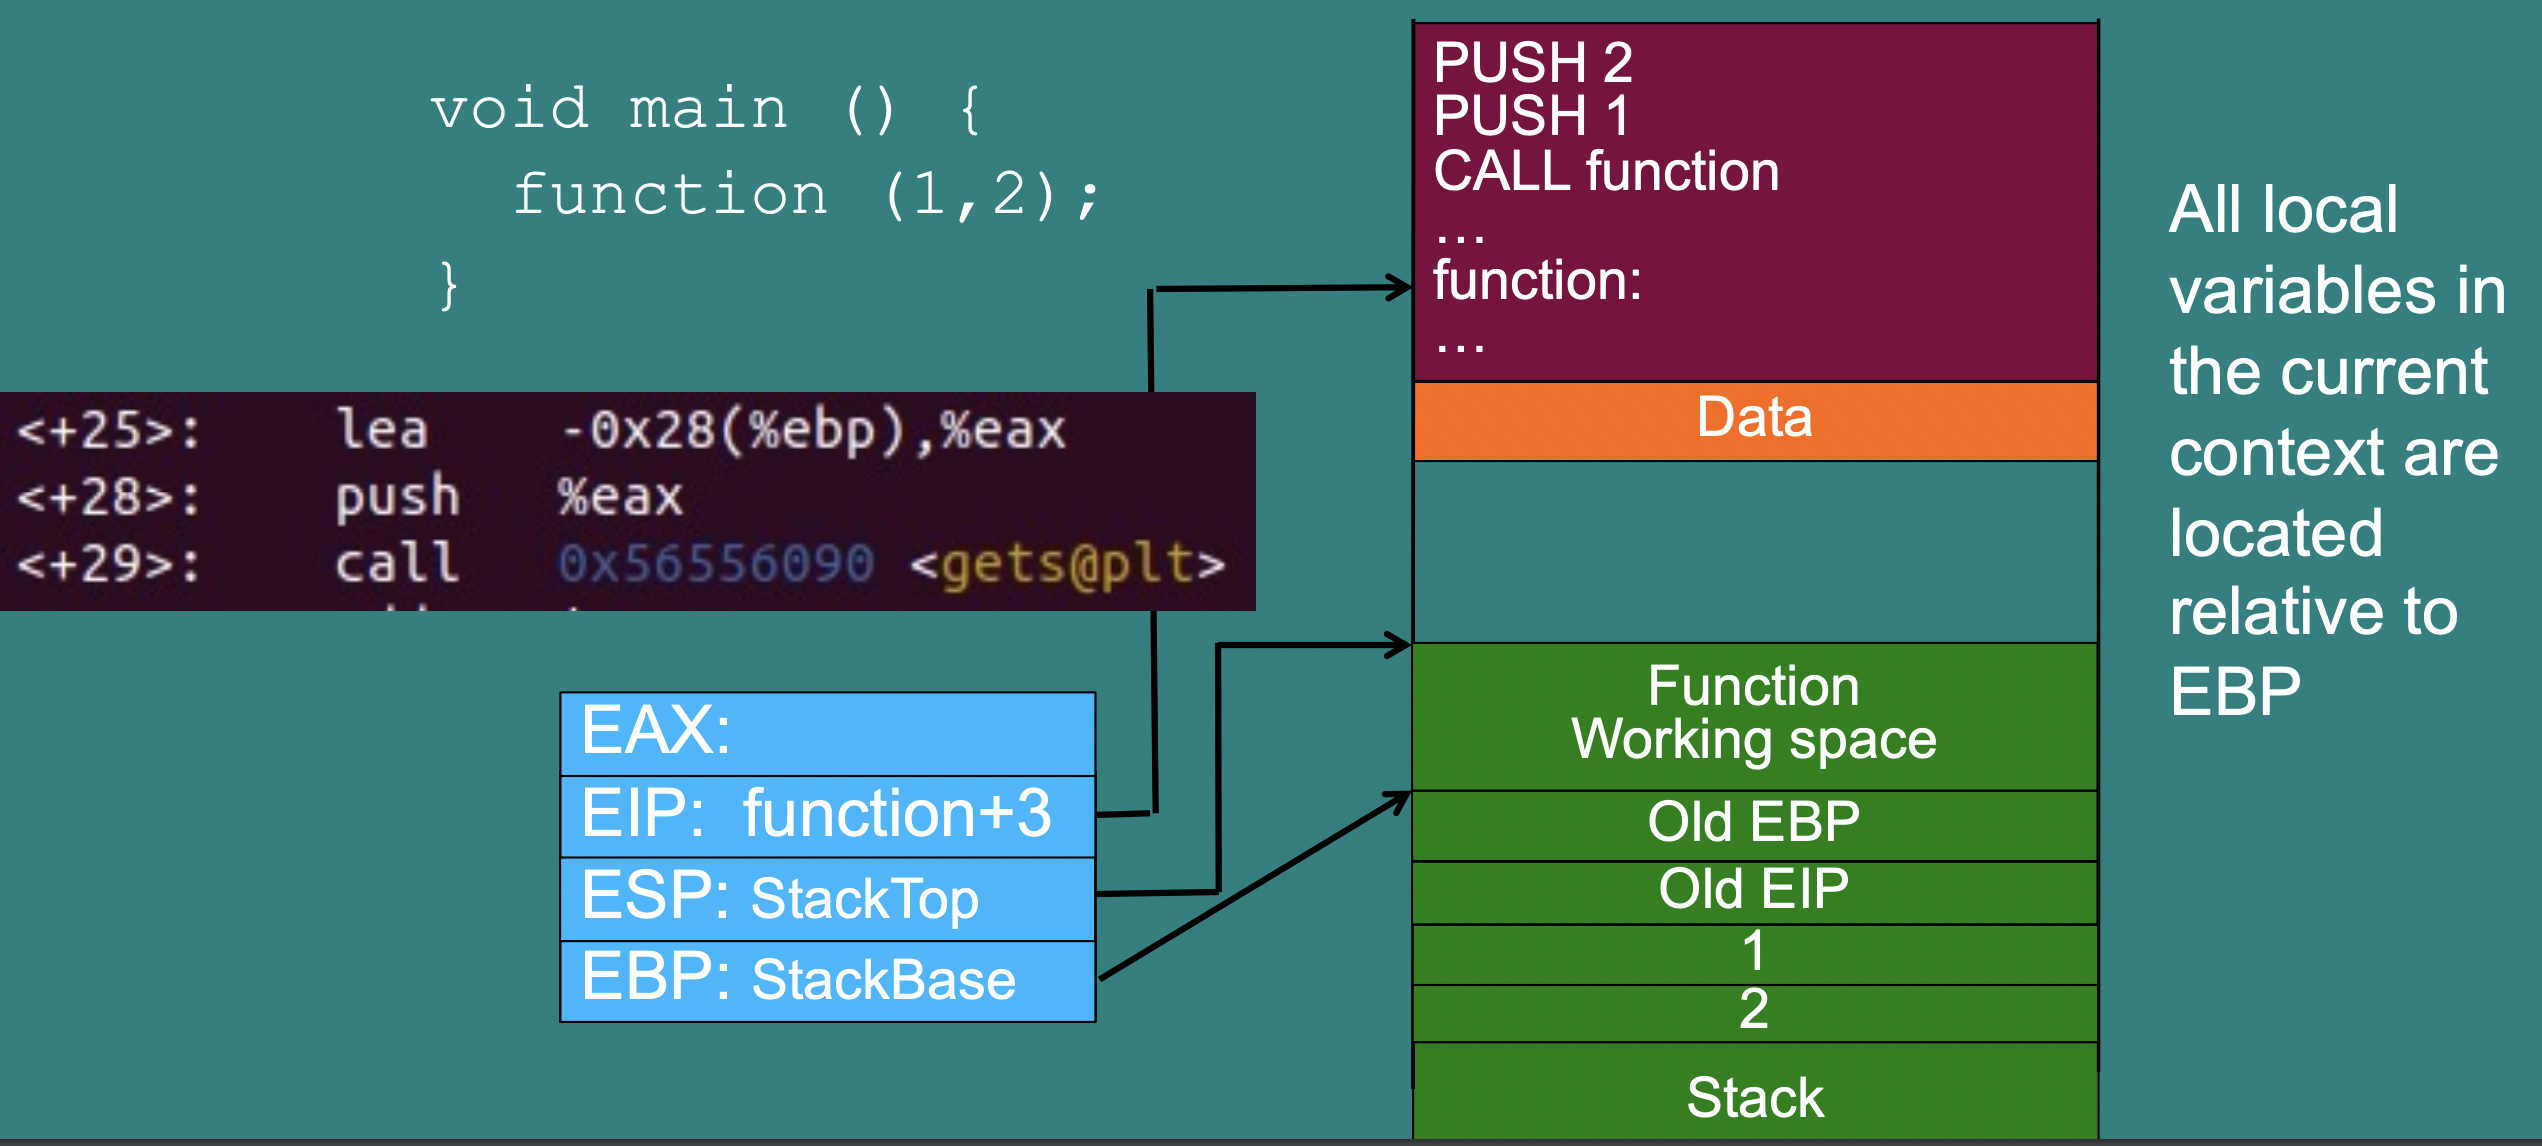 void main () {
function (1,2);
}
<+25>: lea -0x28(%ebp),%eax
<+28>: push %eax
<+29>: call 0x56556090 <gets@plt>
EAX:
EIP: function+3
ESP: StackTop
EBP: StackBase
PUSH 2
PUSH 1
CALL function
…
function:
…
Data
Function
Working space
Old EBP
Old EIP
1
2
Stack
All local
variables in
the current
context are
located
relative to
EBP